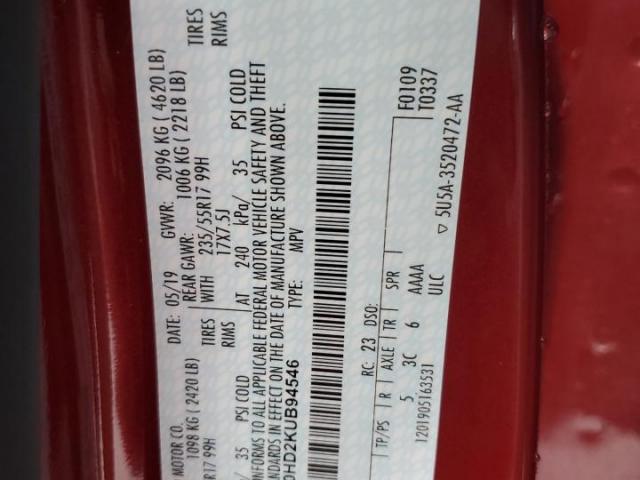 MOTOR CO.
DATE: 05/19 GVWR: 2096 KG ( 4620 LB)
1098 KG ( 2420 LB) REAR GAWR: 1006 KG ( 2218 LB)
R17 99H TIRES WITH 235/55R17 99H TIRES
RIMS 17X7.5J RIMS
35 PSI COLD AT 240 kPa/ 35 PSI COLD
NFORMS TO ALL APPLICABLE FEDERAL MOTOR VEHICLE SAFETY AND THEFT
NDARDS IN EFFECT ON THE DATE OF MANUFACTURE SHOWN ABOVE.
HD2KUB94546 TYPE: MPV
F0109
T0337
RC: 23 DSO:
TP/PS R AXLE TR SPR
5 3C 6 AAAA
1201905163531 ULC
▽ 5U5A-3520472-AA